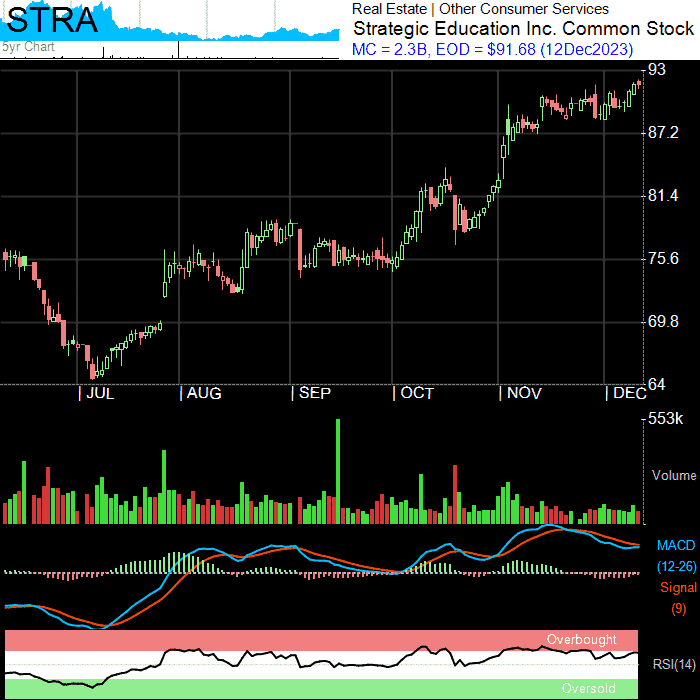 STRA
5yr Chart
Real Estate | Other Consumer Services
Strategic Education Inc. Common Stock
MC = 2.3B, EOD = $91.68 (12Dec2023)
93
87.2
81.4
75.6
69.8
64
JUL AUG SEP OCT NOV DEC
553k
Volume
MACD
(12-26)
Signal
(9)
Overbought
RSI(14)
Oversold